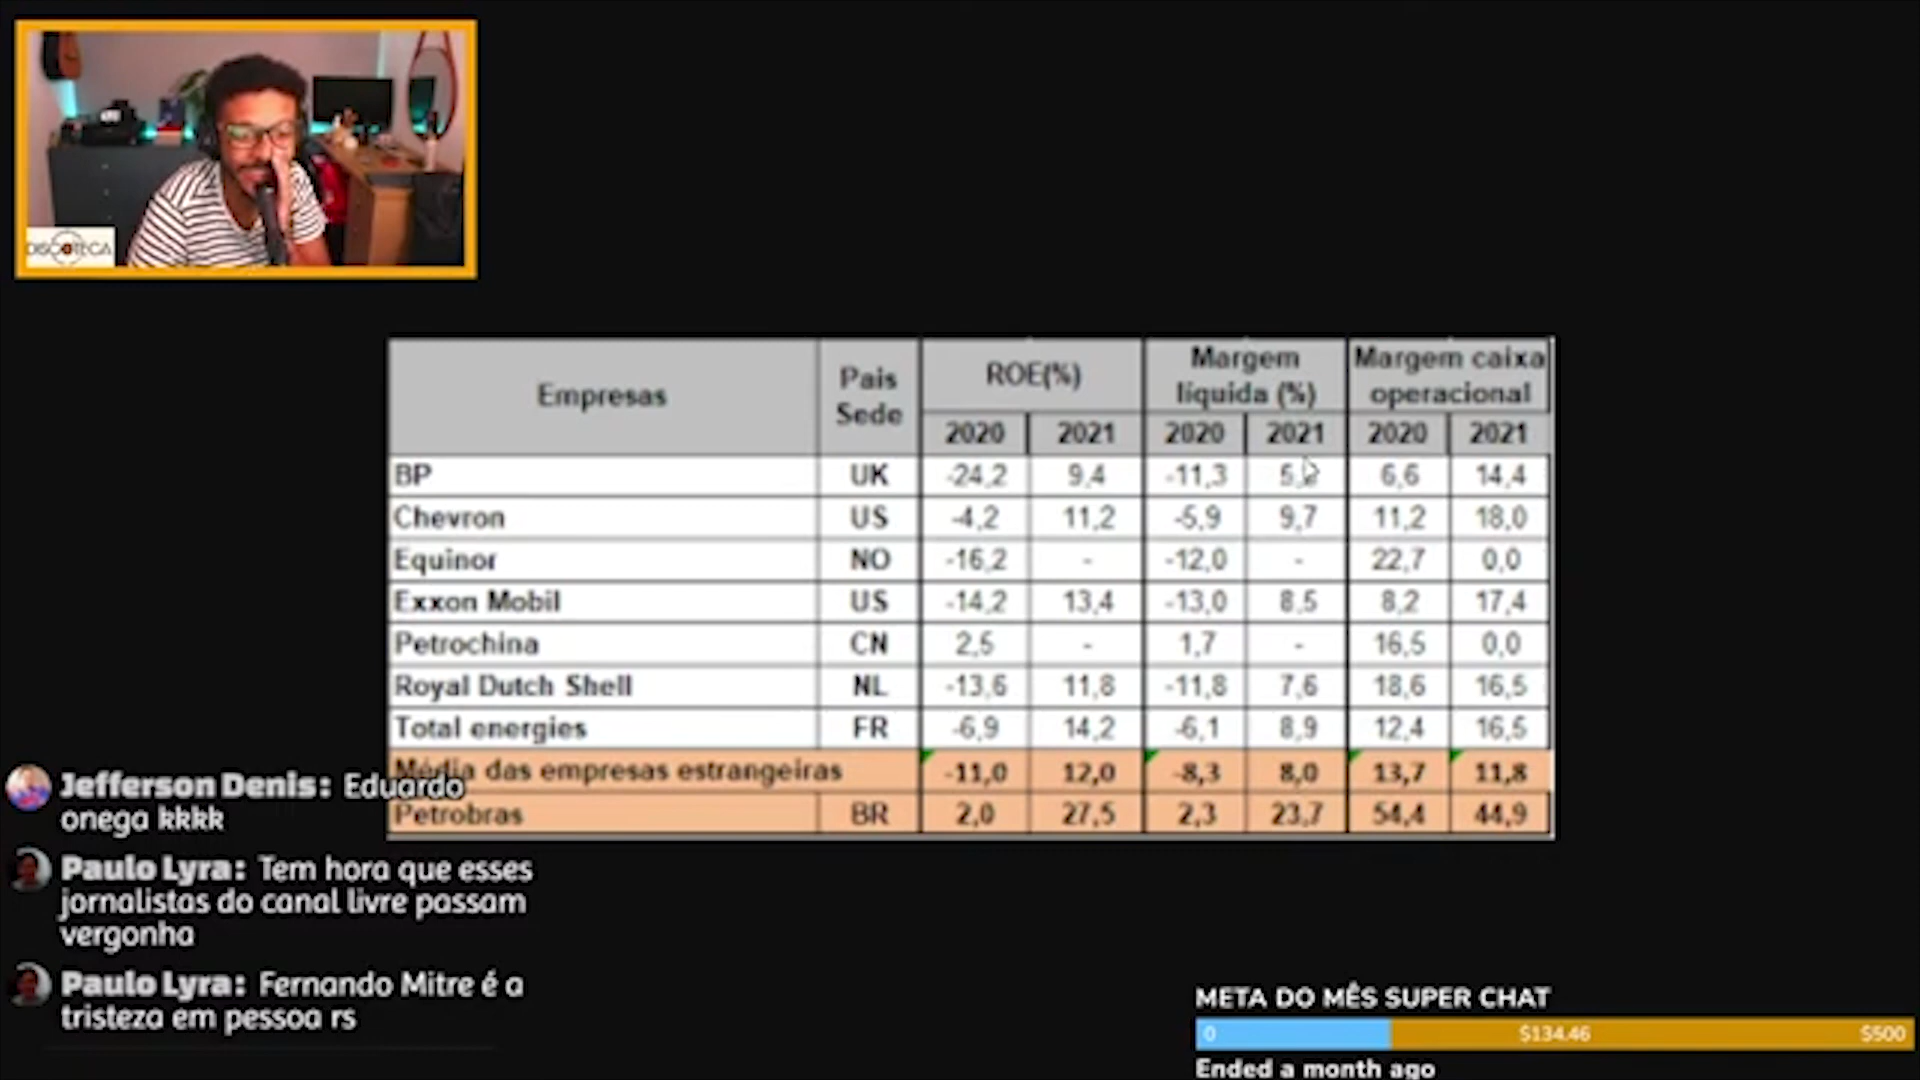 DISCOTECA
Empresas País Sede ROE(%) Margem líquida (%) Margem caixa operacional
2020 2021 2020 2021 2020 2021
BP UK -24,2 9,4 -11,3 6,6 14,4
Chevron US -4,2 11,2 -5,9 9,7 11,2 18,0
Equinor NO -16,2 - -12,0 - 22,7 0,0
Exxon Mobil US -14,2 13,4 -13,0 8,5 8,2 17,4
Petrochina CN 2,5 - 1,7 - 16,5 0,0
Royal Dutch Shell NL -13,6 11,8 -11,8 7,6 18,6 16,5
Total energies FR -6,9 14,2 -6,1 8,9 12,4 16,5
Média das empresas estrangeiras -11,0 12,0 -8,3 8,0 13,7 11,8
Petrobras BR 2,0 27,5 2,3 23,7 54,4 44,9
Jefferson Denis: Eduardo
onega kkkk
Paulo Lyra: Tem hora que esses
jornalistas do canal livre passam
vergonha
Paulo Lyra: Fernando Mitre é a
tristeza em pessoa rs
META DO MÊS SUPER CHAT
0 $134.46 $500
Ended a month ago